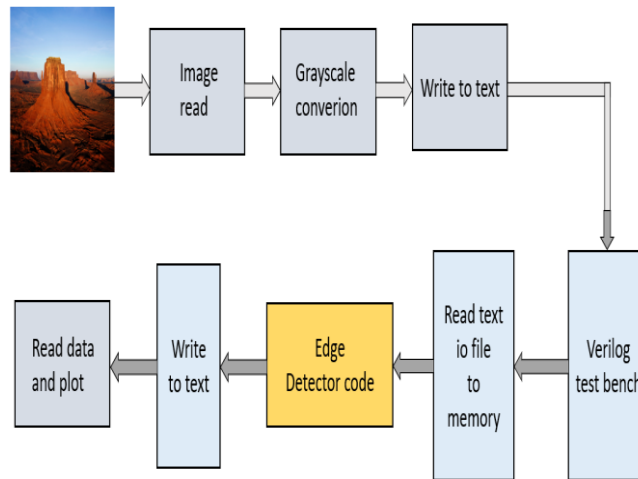 Image
read
Grayscale
converion
Write to text
Verilog
test bench
Read text
io file
to
memory
Edge
Detector code
Write
to text
Read data
and plot